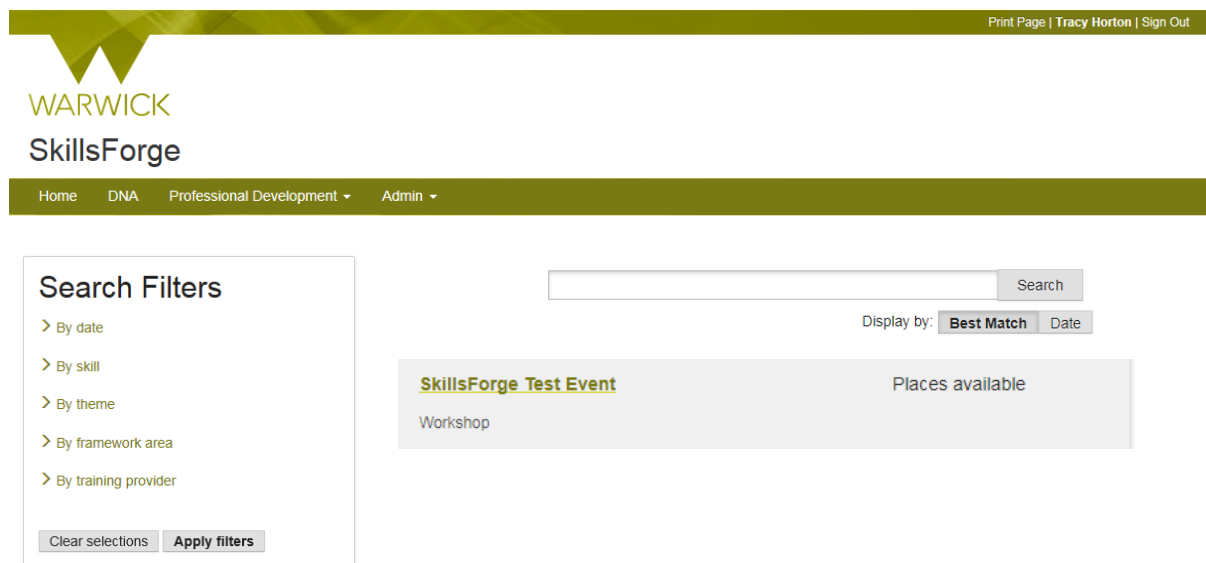 Print Page | Tracy Horton | Sign Out
WARWICK
SkillsForge
Home DNA Professional Development Admin
Search Filters
By date
By skill
By theme
By framework area
By training provider
Clear selections Apply filters
Search
Display by: Best Match Date
SkillsForge Test Event Places available
Workshop